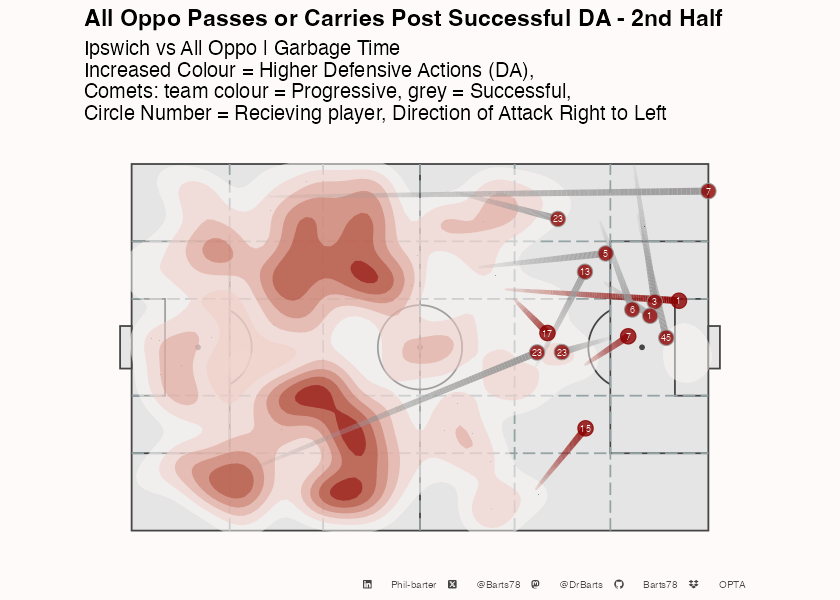 All Oppo Passes or Carries Post Successful DA - 2nd Half
Ipswich vs All Oppo l Garbage Time
Increased Colour = Higher Defensive Actions (DA),
Comets: team colour = Progressive, grey = Successful,
Circle Number = Recieving player, Direction of Attack Right to Left
7
23
5
13
3
1
6
1
17
7
45
23
23
15
Phil-barter @Barts78 @DrBarts Barts78 OPTA